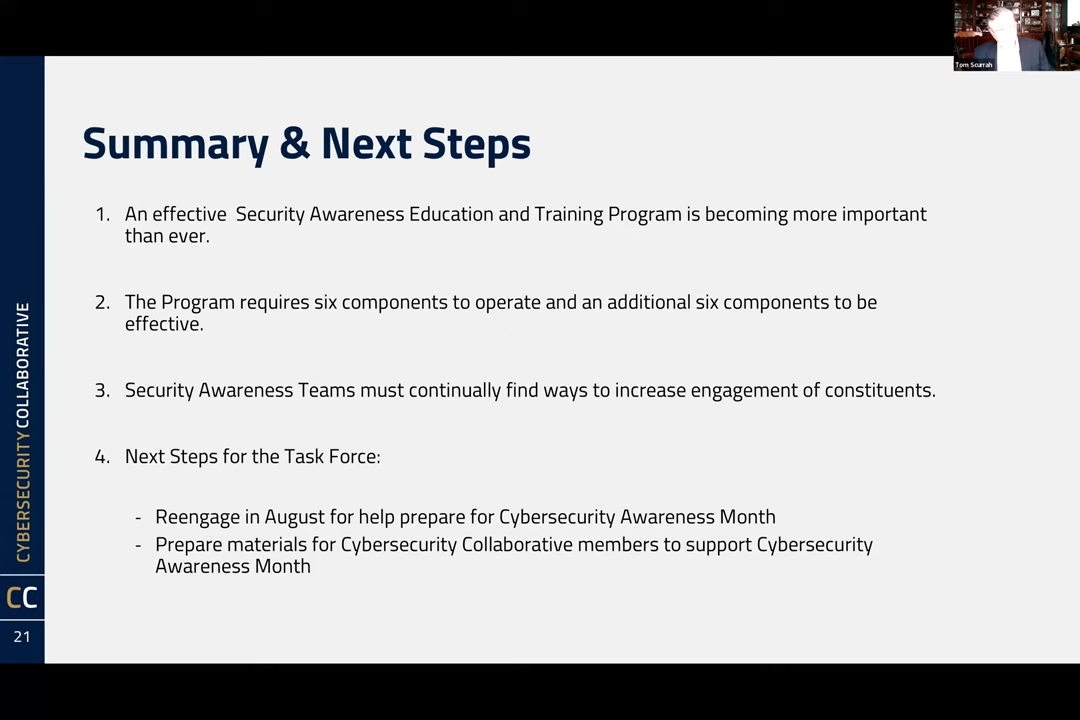 Tom Scurrah
Summary & Next Steps
1. An effective  Security Awareness Education and Training Program is becoming more important
than ever.
2. The Program requires six components to operate and an additional six components to be
effective.
3. Security Awareness Teams must continually find ways to increase engagement of constituents.
4. Next Steps for the Task Force:
- Reengage in August for help prepare for Cybersecurity Awareness Month
- Prepare materials for Cybersecurity Collaborative members to support Cybersecurity
Awareness Month
CYBERSECURITY COLLABORATIVE
CC
21